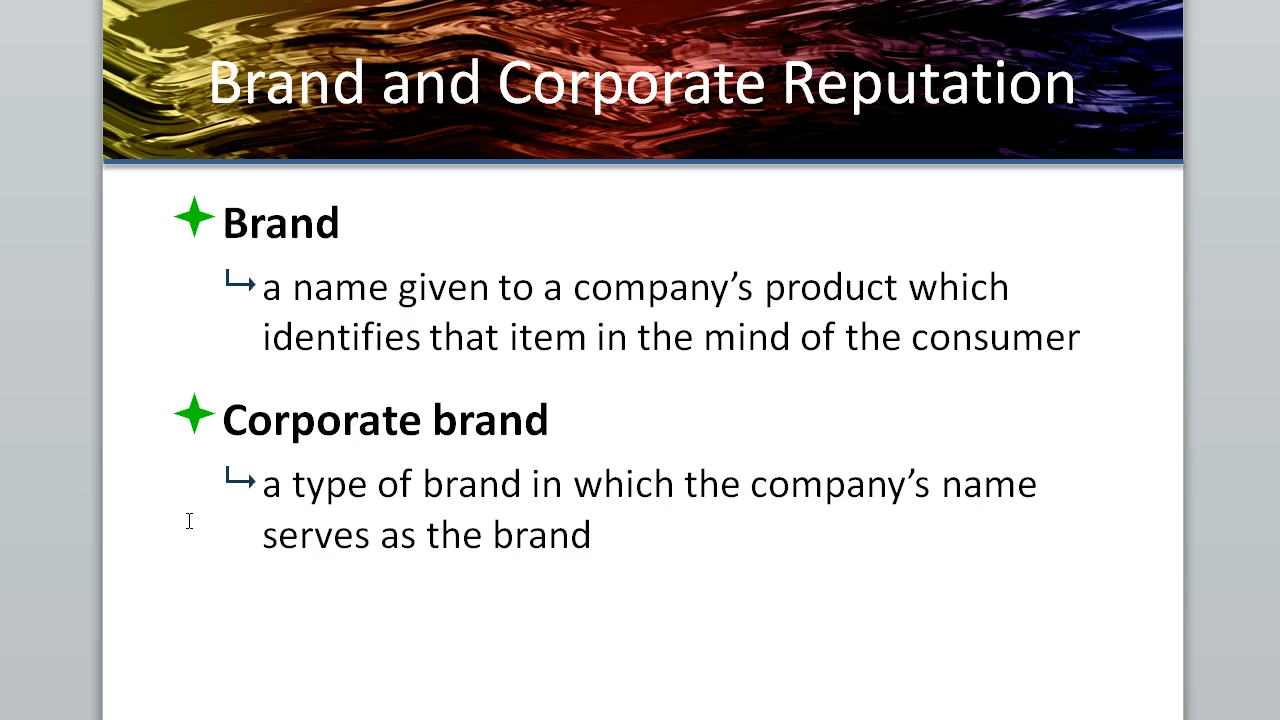 Brand and Corporate Reputation
Brand
a name given to a company’s product which
identifies that item in the mind of the consumer
Corporate brand
a type of brand in which the company’s name
serves as the brand